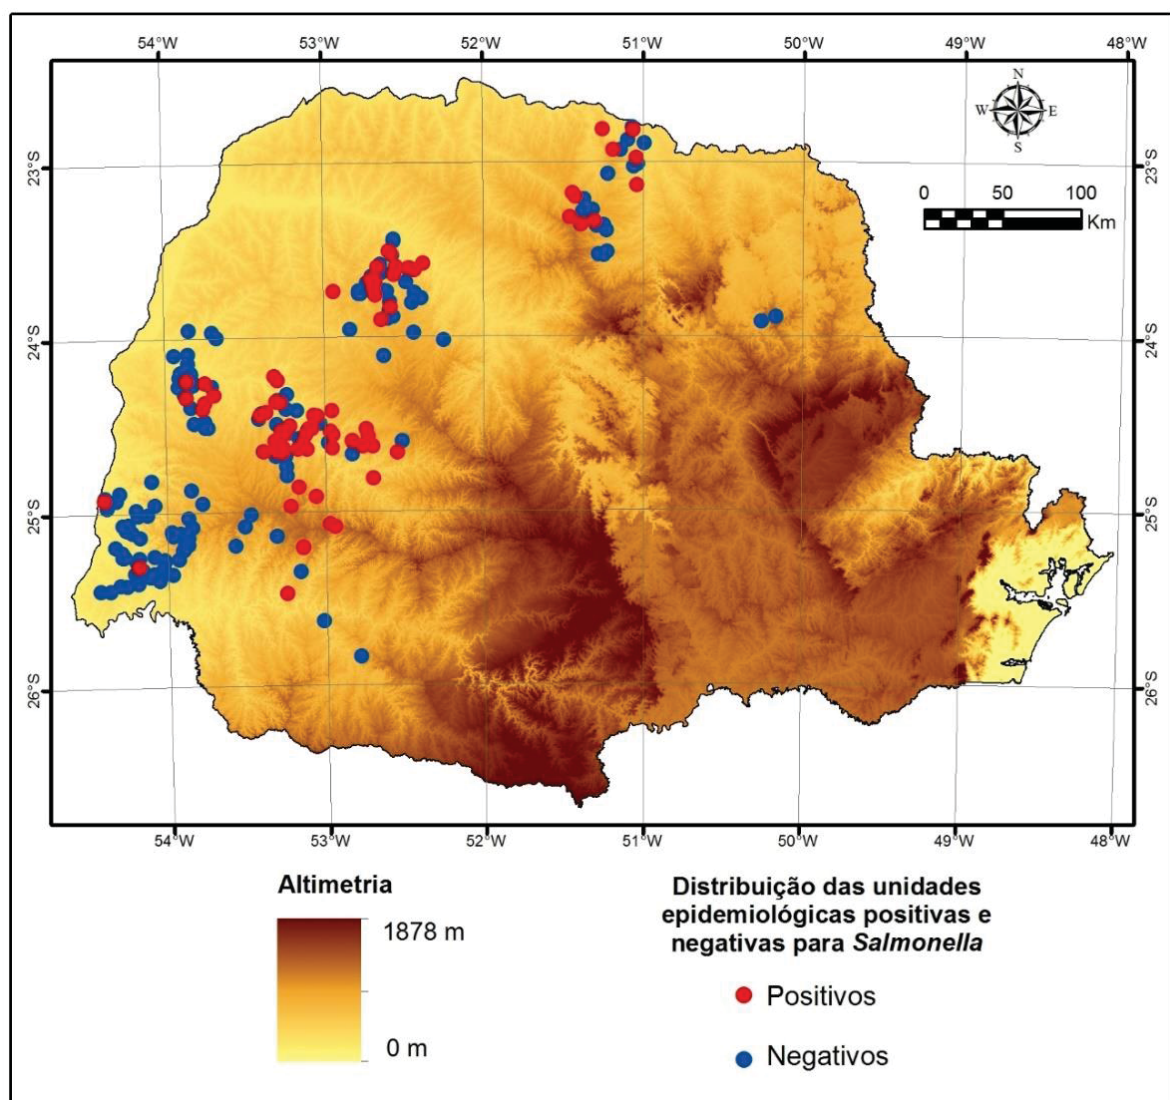 54°W 53°W 52°W 51°W 50°W 49°W 48°W
N
W E
S
0 50 100
Km
23°S 23°S
24°S 24°S
25°S 25°S
26°S 26°S
54°W 53°W 52°W 51°W 50°W 49°W 48°W
Altimetria
1878 m
0 m
Distribuição das unidades
epidemiológicas positivas e
negativas para Salmonella
Positivos
Negativos